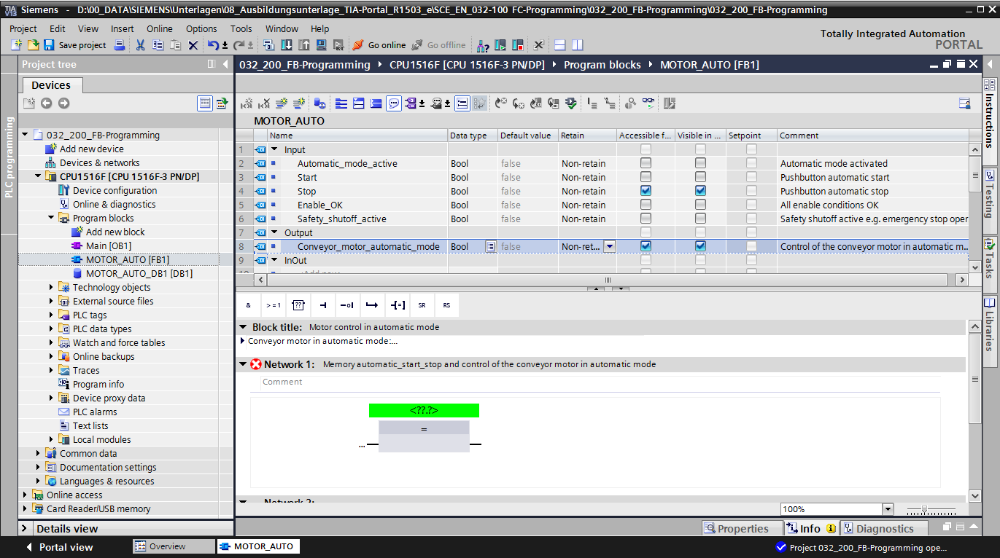 Siemens - D:\00_DATA\SIEMENS\Unterlagen\08_Ausbildungsunterlage_TIA-Portal_R1503_e\SCE_EN_032-100 FC-Programming\032_200_FB-Programming\032_200_FB-Programming
Project Edit View Insert Online Options Tools Window Help
Totally Integrated Automation
PORTAL
Save project Go online Go offline
Project tree
Devices
PLC programming
032_200_FB-Programming
Add new device
Devices & networks
CPU1516F [CPU 1516F-3 PN/DP]
Device configuration
Online & diagnostics
Program blocks
Add new block
Main [OB1]
MOTOR_AUTO [FB1]
MOTOR_AUTO_DB1 [DB1]
Technology objects
External source files
PLC tags
PLC data types
Watch and force tables
Online backups
Traces
Program info
Device proxy data
PLC alarms
Text lists
Local modules
Common data
Documentation settings
Languages & resources
Online access
Card Reader/USB memory
Details view
032_200_FB-Programming CPU1516F [CPU 1516F-3 PN/DP] Program blocks MOTOR_AUTO [FB1]
MOTOR_AUTO
Name Data type Default value Retain Accessible f... Visible in ... Setpoint Comment
1 Input
2 Automatic_mode_active Bool false Non-retain Automatic mode activated
3 Start Bool false Non-retain Pushbutton automatic start
4 Stop Bool false Non-retain Pushbutton automatic stop
5 Enable_OK Bool false Non-retain All enable conditions OK
6 Safety_shutoff_active Bool false Non-retain Safety shutoff active e.g. emergency stop oper
7 Output
8 Conveyor_motor_automatic_mode Bool false Non-ret... Control of the conveyor motor in automatic m...
9 InOut
& >=1 ?? SR RS
Block title: Motor control in automatic mode
Conveyor motor in automatic mode:...
Network 1: Memory automatic_start_stop and control of the conveyor motor in automatic mode
Comment
<??.?>
=
...
Network 2:
100%
Properties Info Diagnostics
Instructions
Testing
Tasks
Libraries
Portal view Overview MOTOR_AUTO Project 032_200_FB-Programming ope...